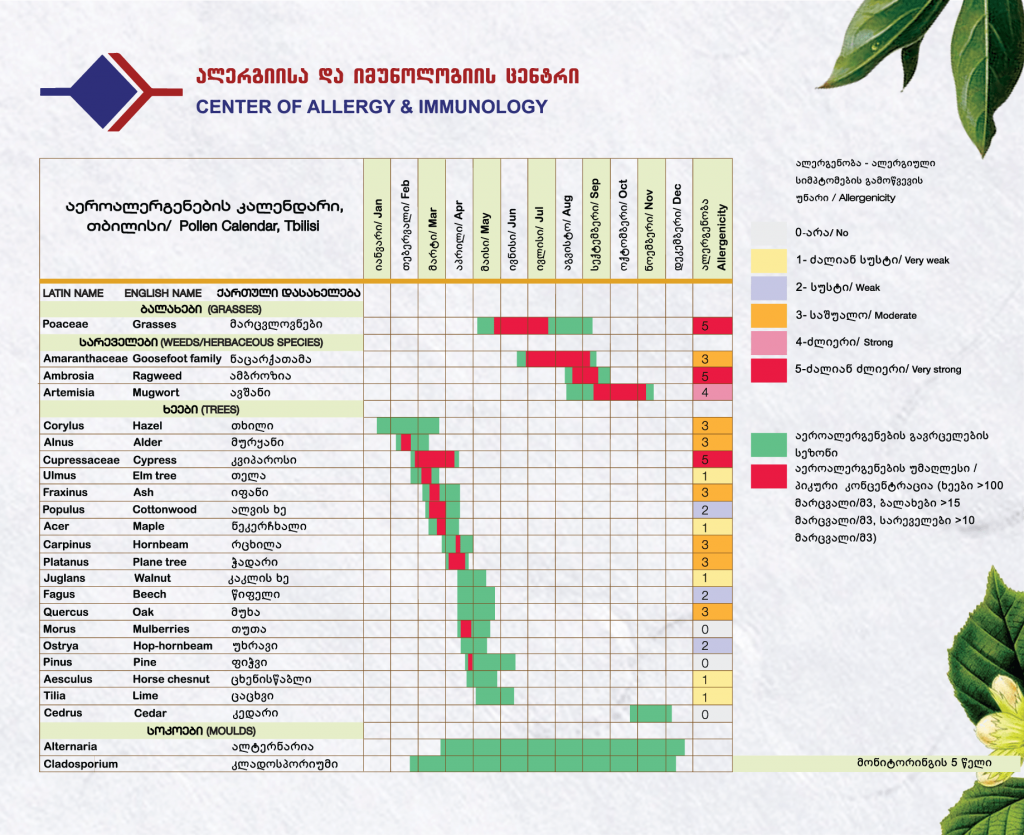 ალერგიისა და იმუნოლოგიის ცენტრი
CENTER OF ALLERGY & IMMUNOLOGY
აეროალერგენების კალენდარი,
თბილისი/ Pollen Calendar, Tbilisi
იანვარი/ Jan
თებერვალი/ Feb
მარტი/ Mar
აპრილი/ Apr
მაისი/ May
ივნისი/ Jun
ივლისი/ Jul
აგვისტო/ Aug
სექტემბერი/ Sep
ოქტომბერი/ Oct
ნოემბერი/ Nov
დეკემბერი/ Dec
ალერგენობა
Allergenicity
LATIN NAME ENGLISH NAME ქართული დასახელება
ბალახები (GRASSES)
Poaceae Grasses მარცვლოვნები 5
სარეველები (WEEDS/HERBACEOUS SPECIES)
Amaranthaceae Goosefoot family ნაცარქათამა 3
Ambrosia Ragweed ამბროზია 5
Artemisia Mugwort ავშანი 4
ხეები (TREES)
Corylus Hazel თხილი 3
Alnus Alder მურყანი 3
Cupressaceae Cypress კვიპაროსი 5
Ulmus Elm tree თელა 1
Fraxinus Ash იფანი 3
Populus Cottonwood ალვის ხე 2
Acer Maple ნეკერჩხალი 1
Carpinus Hornbeam რცხილა 3
Platanus Plane tree ჭადარი 3
Juglans Walnut კაკლის ხე 1
Fagus Beech წიფელი 2
Quercus Oak მუხა 3
Morus Mulberries თუთა 0
Ostrya Hop-hornbeam უხრავი 2
Pinus Pine ფიჭვი 0
Aesculus Horse chesnut ცხენისწაბლი 1
Tilia Lime ცაცხვი 1
Cedrus Cedar კედარი 0
სოკოები (MOULDS)
Alternaria ალტერნარია
Cladosporium კლადოსპორიუმი
ალერგენობა - ალერგიული
სიმპტომების გამოწვევის
უნარი / Allergenicity
0-არა/ No
1- ძალიან სუსტი/ Very weak
2- სუსტი/ Weak
3- საშუალო/ Moderate
4-ძლიერი/ Strong
5-ძალიან ძლიერი/ Very strong
აეროალერგენების გავრცელების
სეზონი
აეროალერგენების უმაღლესი /
პიკური კონცენტრაცია (ხეები >100
მარცვალი/მ3, ბალახები >15
მარცვალი/მ3, სარეველები >10
მარცვალი/მ3)
მონიტორინგის 5 წელი